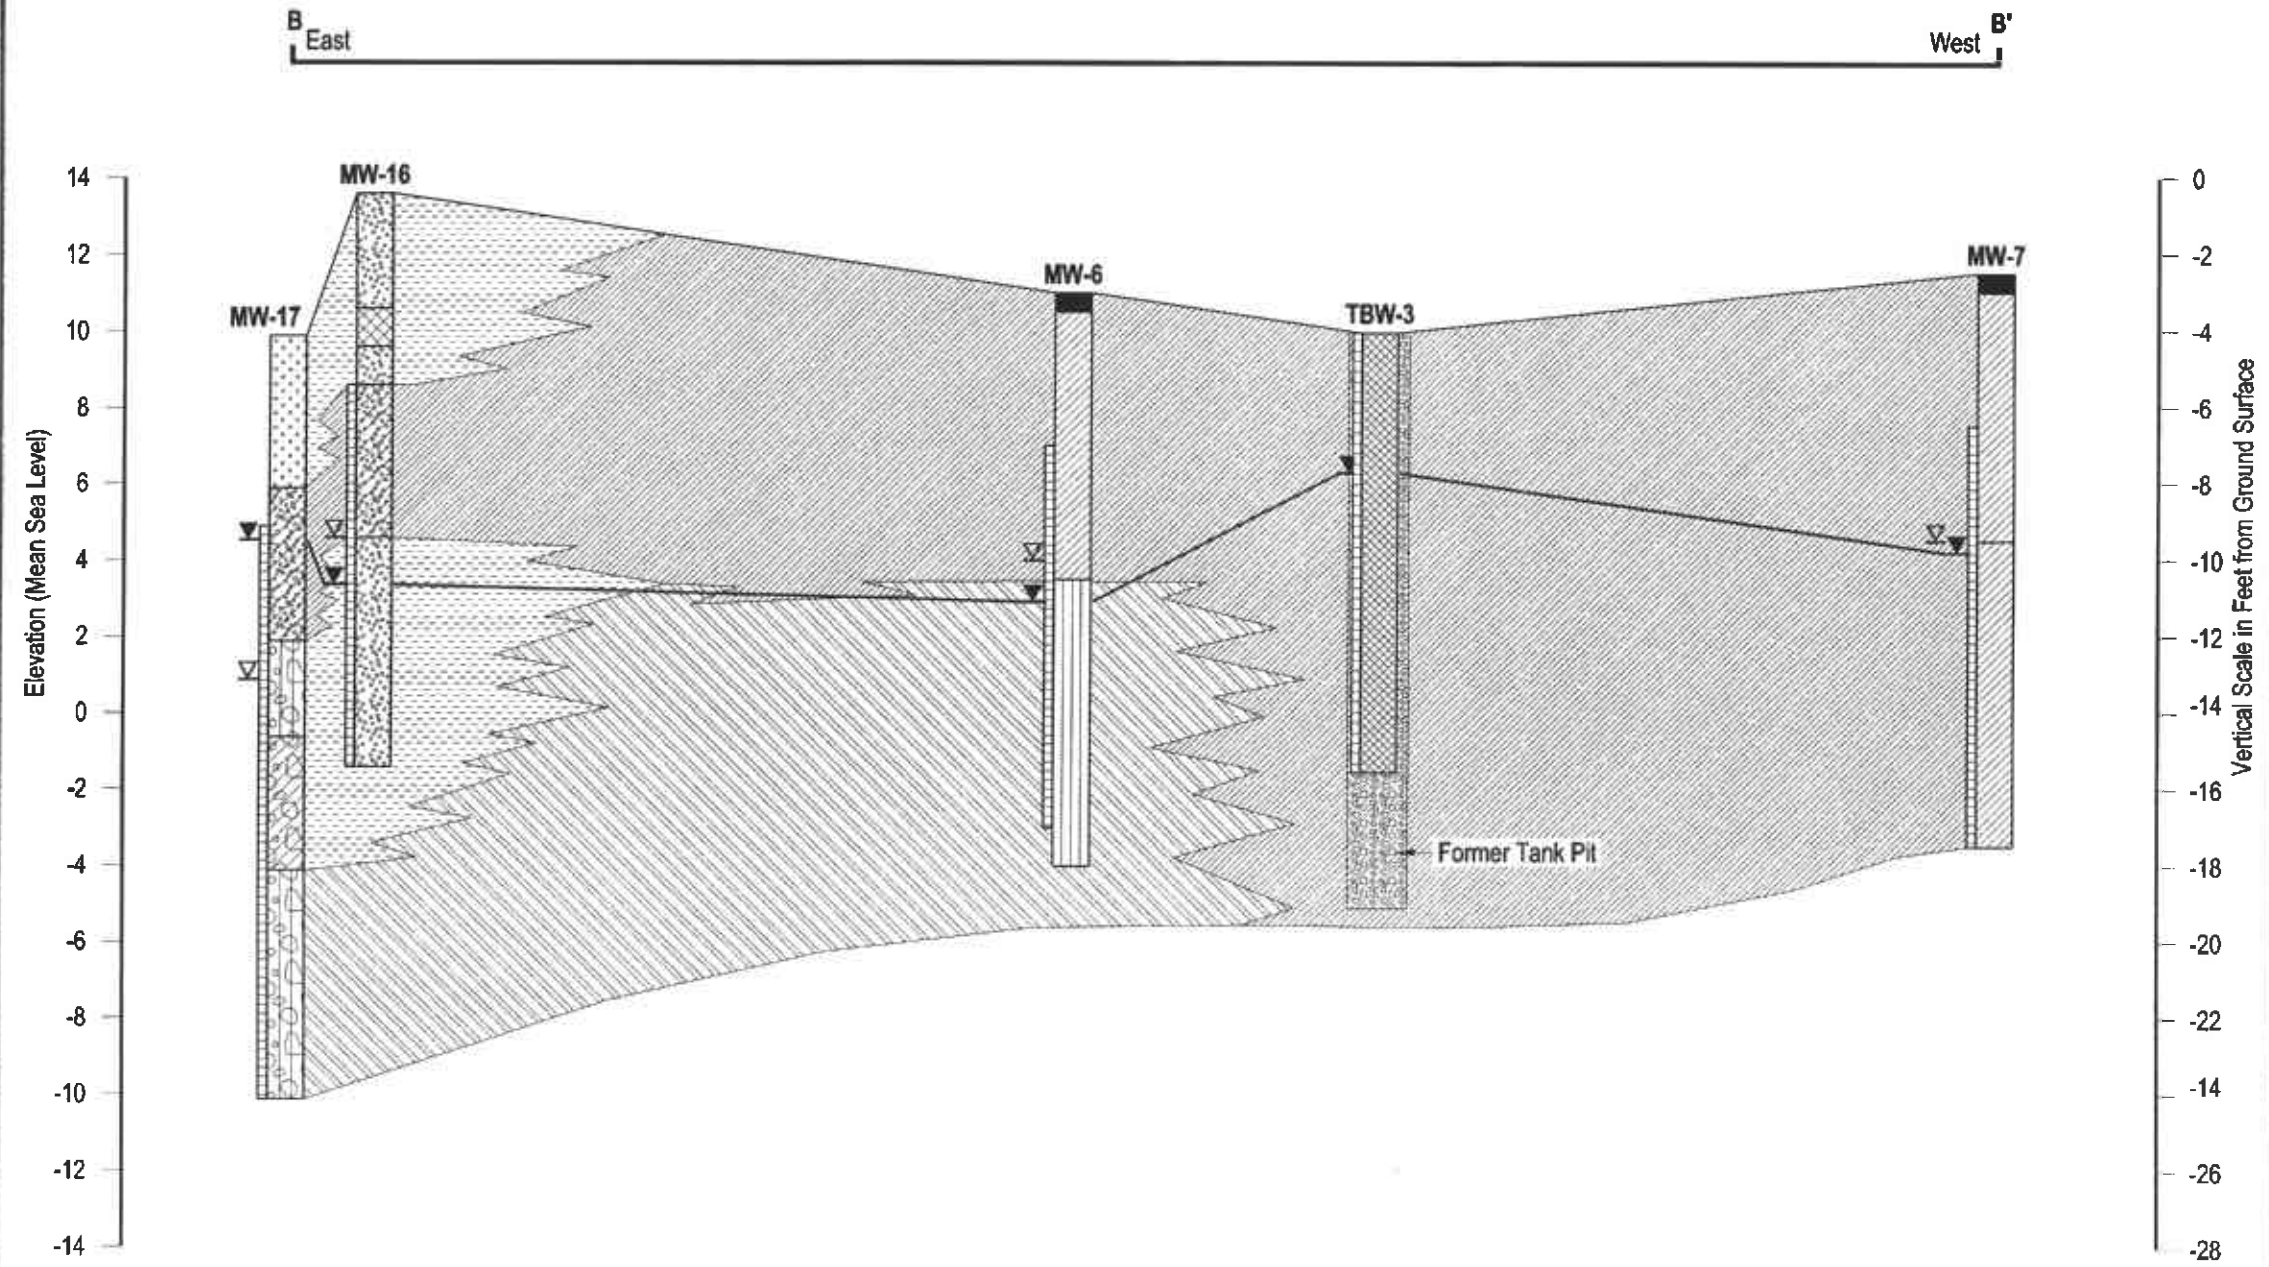 B
B'
East
West
MW-16
MW-17
MW-6
TBW-3
MW-7
Elevation (Mean Sea Level)
14
12
10
8
6
4
2
0
-2
-4
-6
-8
-10
-12
-14
Former Tank Pit
0
-2
-4
-6
-8
-10
-12
-14
-16
-18
-20
-22
-14
-26
-28
Vertical Scale in Feet from Ground Surface